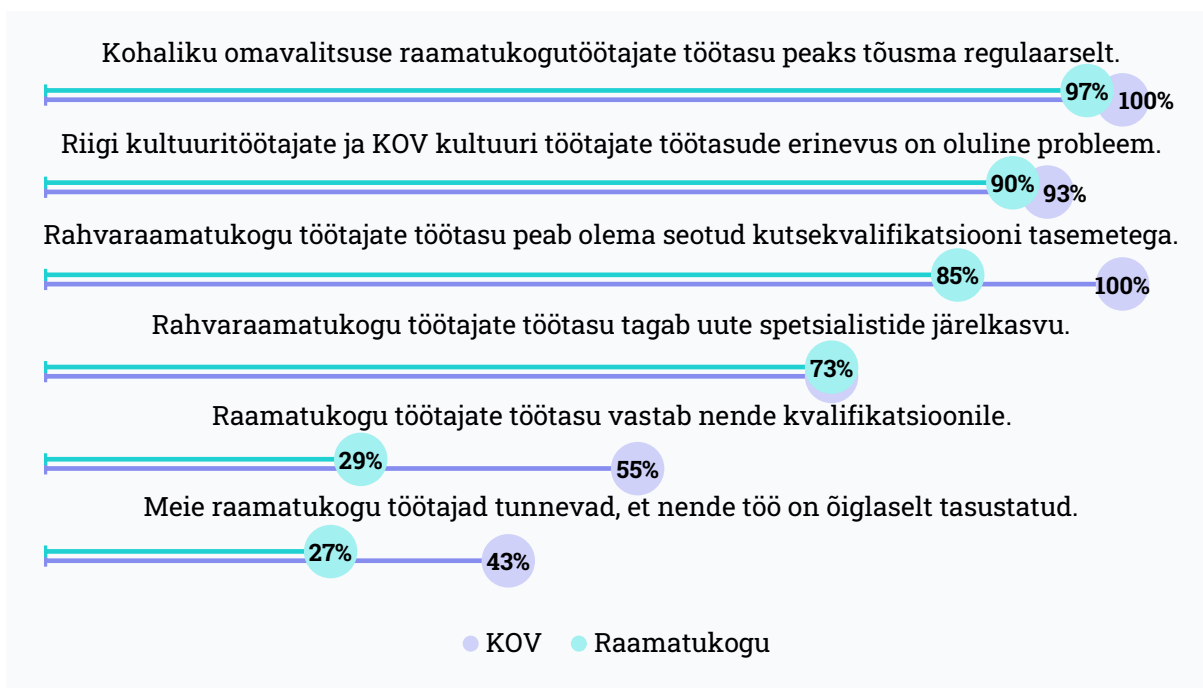 Kohaliku omavalitsuse raamatukogutöötajate töötasu peaks tõusma regulaarselt.
97% 100%
Riigi kultuuritöötajate ja KOV kultuuri töötajate töötasude erinevus on oluline probleem.
90% 93%
Rahvaraamatukogu töötajate töötasu peab olema seotud kutsekvalifikatsiooni tasemetega.
85% 100%
Rahvaraamatukogu töötajate töötasu tagab uute spetsialistide järelkasvu.
73%
Raamatukogu töötajate töötasu vastab nende kvalifikatsioonile.
29% 55%
Meie raamatukogu töötajad tunnevad, et nende töö on õiglaselt tasustatud.
27% 43%
KOV Raamatukogu